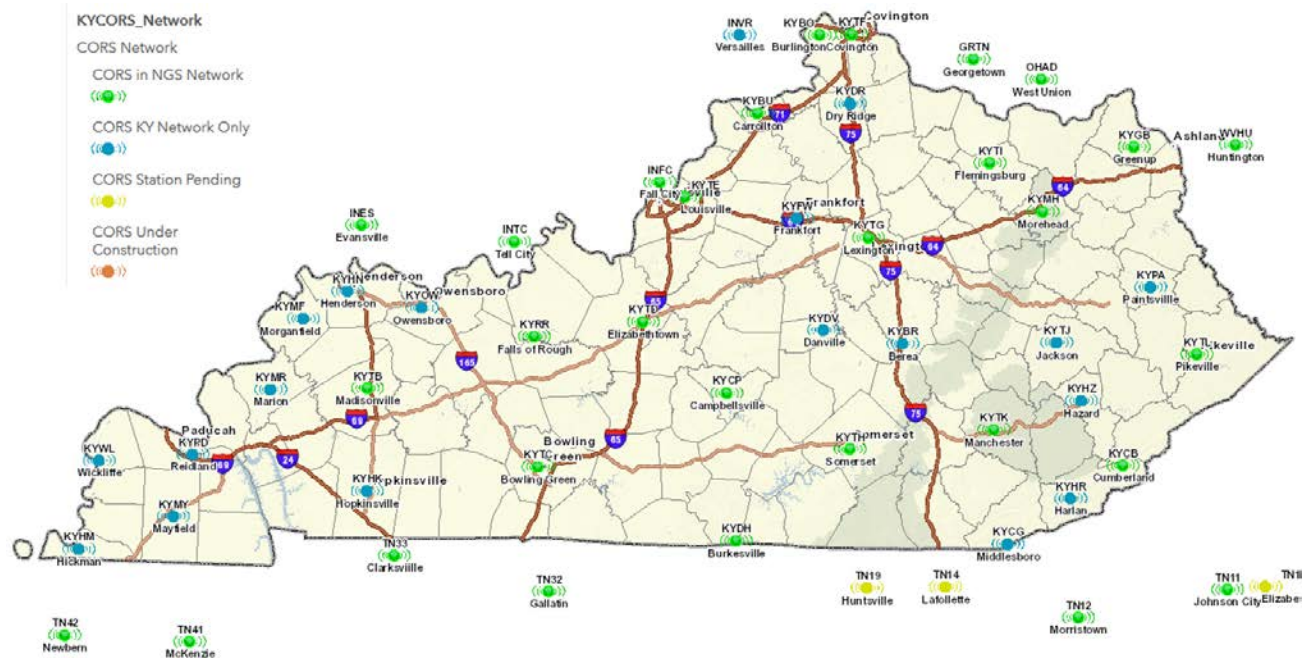 KYCORS_Network
CORS Network
CORS in NGS Network
CORS KY Network Only
CORS Station Pending
CORS Under
Construction
INVR
Versailles
KYBO
Burlington
KYTF
Covington
Covington
GRTN
Georgetown
OHAD
West Union
KYBU
Carrollton
71
KYDR
Dry Ridge
75
KYTI
Flemingsburg
KYGB
Greenup
Ashland
WVHU
Huntington
INFC
Fall City
KYTE
Louisville
64
KYMH
Morehead
INES
Evansville
INTC
Tell City
KYFW
Frankfort
Frankfort
KYTG
Lexington
64
75
KYHN
Henderson
KYOW
Owensboro
Owensboro
KYMF
Morganfield
65
KYTD
Elizabethtown
KYPA
Paintsvillle
KYRR
Falls of Rough
KYDV
Danville
KYBR
Berea
KYTJ
Jackson
KYTL
Pikeville
165
KYMR
Marion
KYTB
Madisonville
KYCP
Campbellsville
KYHZ
Hazard
69
75
KYTK
Manchester
Paducah
KYRD
Reidland
69
24
65
Bowling
Green
KYTC
Bowling Green
KYTH
Somerset
KYWL
Wickliffe
KYCB
Cumberland
KYHK
Hopkinsville
KYHR
Harlan
KYMY
Mayfield
KYHM
Hickman
KYDH
Burkesville
KYCG
Middlesboro
TN33
Clarksviille
TN32
Gallatin
TN19
Huntsville
TN14
Lafollette
TN11
Johnson City
TN12
Morristown
TN42
Newbern
TN41
McKenzie